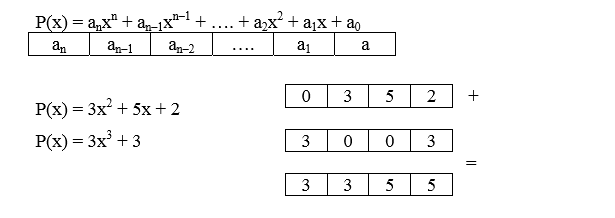 P(x) = aₙxⁿ + aₙ₋₁xⁿ⁻¹ + .... + a₂x² + a₁x + a₀
aₙ aₙ₋₁ aₙ₋₂ .... a₁ a
0 3 5 2 +
P(x) = 3x² + 5x + 2
P(x) = 3x³ + 3
3 0 0 3
=
3 3 5 5